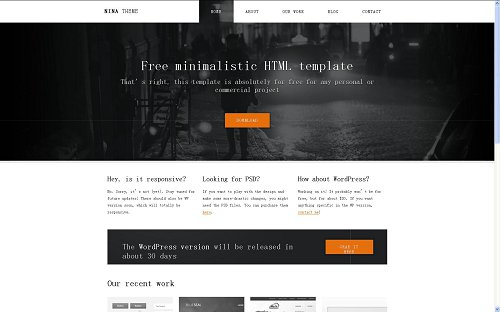 NINA THEME
HOME
ABOUT
OUR WORK
BLOG
CONTACT
Free minimalistic HTML template
That's right, this template is absolutely for free for any personal or
commercial project
DOWNLOAD
Hey, is it responsive?
No. Sorry, it's not (yet). Stay tuned for
future updates! There should also be WP
version soon, which will totally be
responsive.
Looking for PSD?
If you want to play with the design and
make some more-drastic changes, you might
need the PSD files. You can purchase them
here.
How about WordPress?
Working on it! It probably won't be for
free, but for about $20. If you want
anything specific in the WP version,
contact me!
The WordPress version will be released in
about 30 days
Our recent work